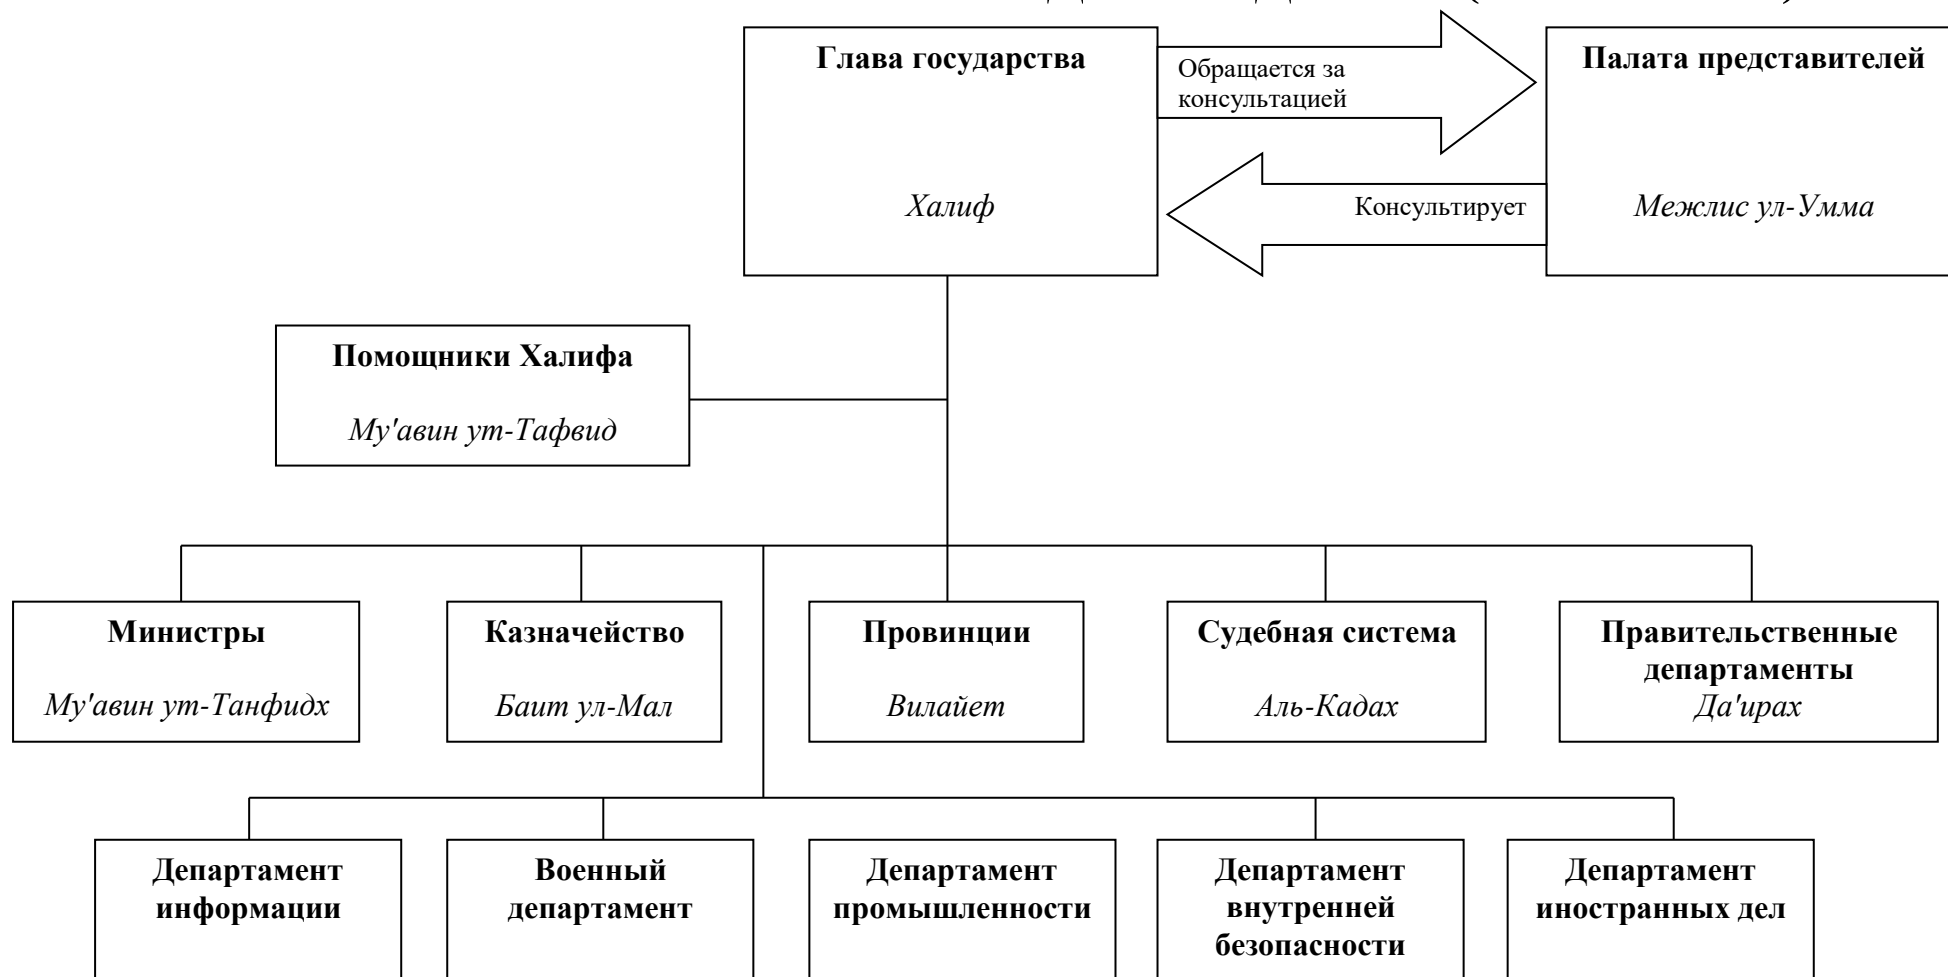 Глава государства
Халиф
Обращается за
консультацией
Консультирует
Палата представителей
Межлис ул-Умма
Помощники Халифа
Му'авин ут-Тафвид
Министры
Му'авин ут-Танфидх
Казначейство
Баит ул-Мал
Провинции
Вилайет
Судебная система
Аль-Кадах
Правительственные
департаменты
Да'ирах
Департамент
информации
Военный
департамент
Департамент
промышленности
Департамент
внутренней
безопасности
Департамент
иностранных дел